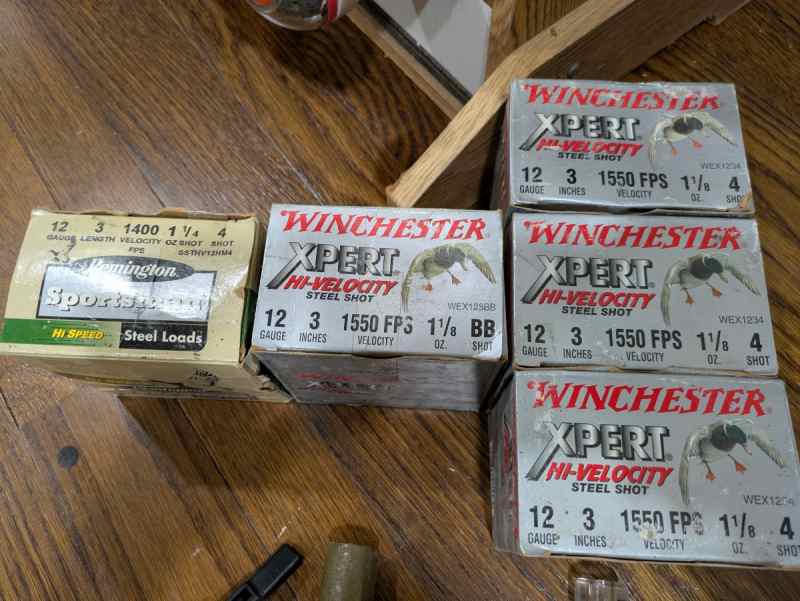 12 3 1400 1 1/4 4
GAUGE LENGTH VELOCITY OZ SHOT SHOT
FPS SSTHV12HM4
Remington
Sportsman
HI SPEED Steel Loads
WINCHESTER
XPERT
HI-VELOCITY
STEEL SHOT
WEX123BB
12 3 1550 FPS 1 1/8 BB
GAUGE INCHES VELOCITY OZ. SHOT
WINCHESTER
XPERT
HI-VELOCITY
STEEL SHOT
WEX1234
12 3 1550 FPS 1 1/8 4
GAUGE INCHES VELOCITY OZ. SHOT
WINCHESTER
XPERT
HI-VELOCITY
STEEL SHOT
WEX1234
12 3 1550 FPS 1 1/8 4
GAUGE INCHES VELOCITY OZ. SHOT
WINCHESTER
XPERT
HI-VELOCITY
STEEL SHOT
WEX1234
12 3 1550 FPS 1 1/8 4
GAUGE INCHES VELOCITY OZ. SHO